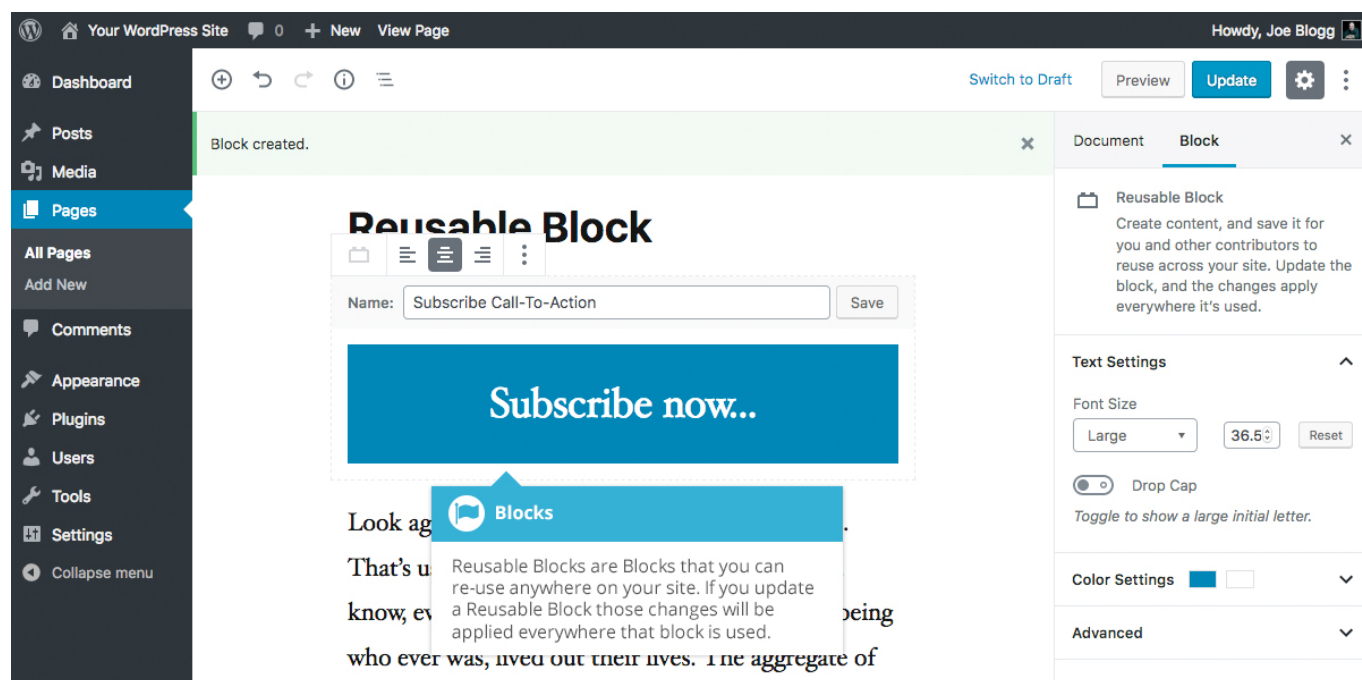 Your WordPress Site 0 + New View Page Howdy, Joe Blogg
Dashboard
Posts
Media
Pages
All Pages
Add New
Comments
Appearance
Plugins
Users
Tools
Settings
Collapse menu
Switch to Draft Preview Update
Block created.
Reusable Block
Name: Subscribe Call-To-Action Save
Subscribe now...
Look ag
.
That's u
know, ev being
who ever was, lived out their lives. The aggregate of
Blocks
Reusable Blocks are Blocks that you can
re-use anywhere on your site. If you update
a Reusable Block those changes will be
applied everywhere that block is used.
Document Block
Reusable Block
Create content, and save it for
you and other contributors to
reuse across your site. Update the
block, and the changes apply
everywhere it's used.
Text Settings
Font Size
Large 36.5 Reset
Drop Cap
Toggle to show a large initial letter.
Color Settings
Advanced